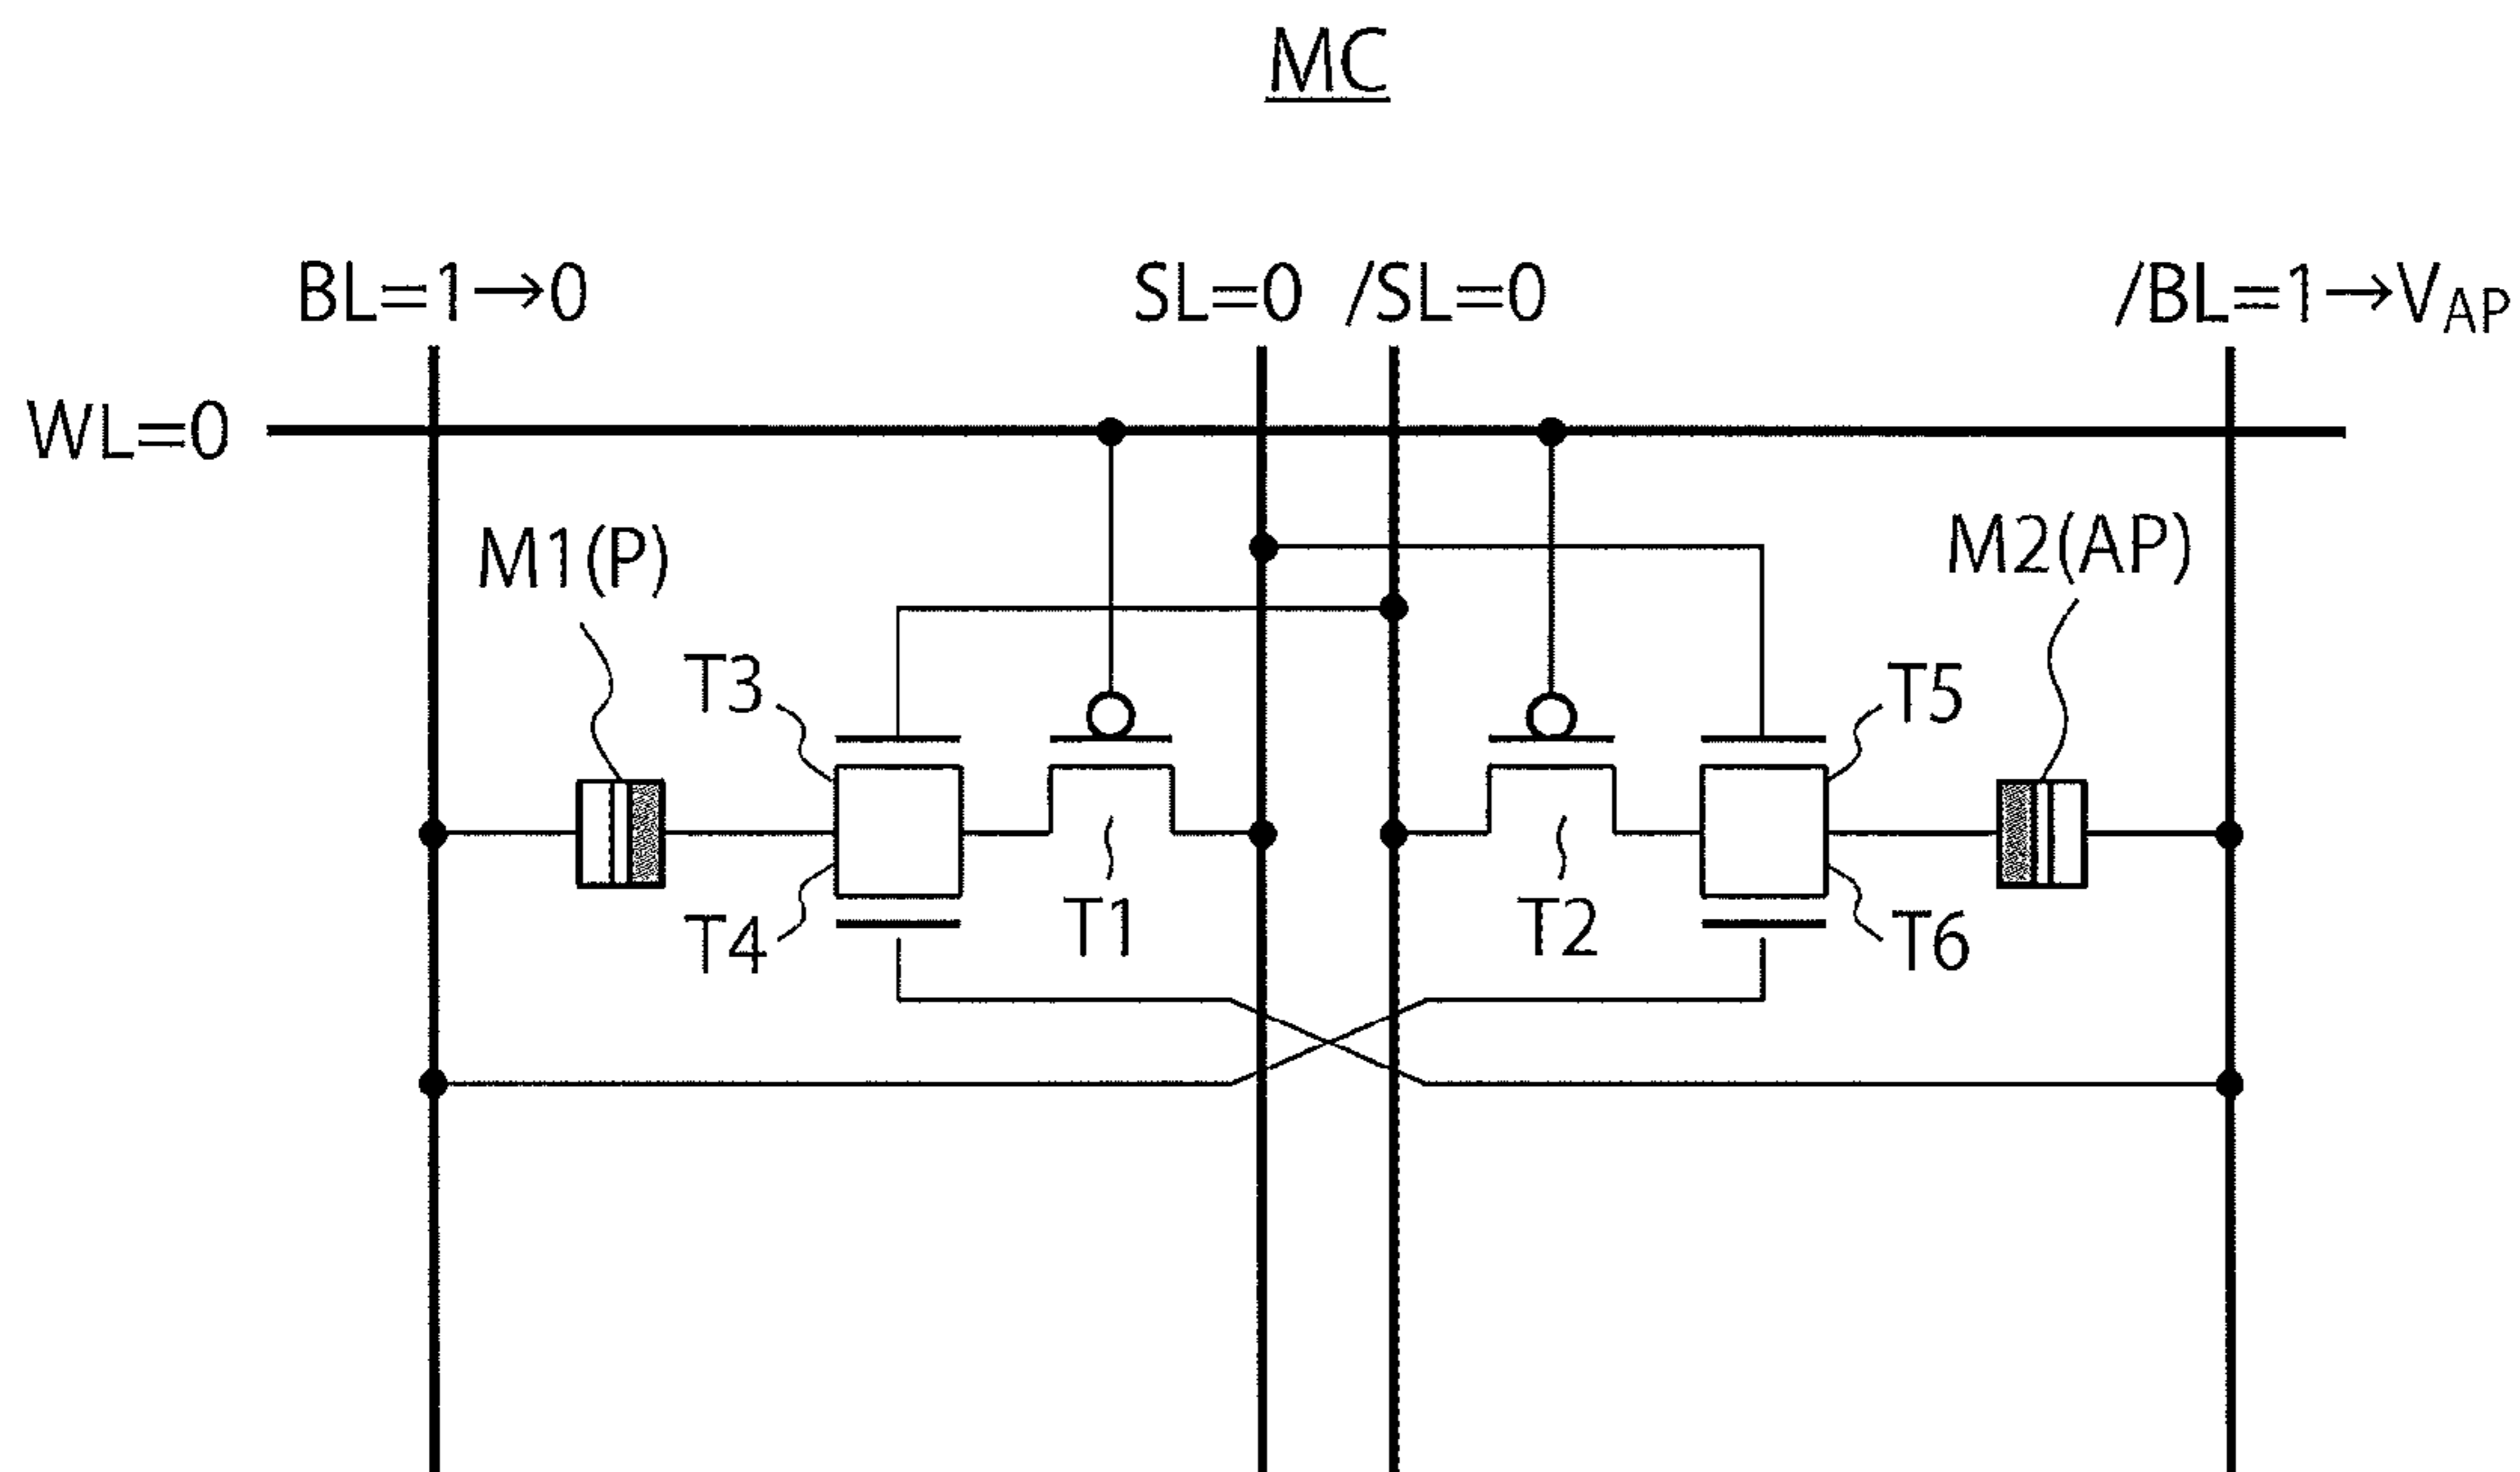 MC
BL=1→0
SL=0
/SL=0
/BL=1→VAP
WL=0
M1(P)
M2(AP)
T3
T5
T4
T1
T2
T6